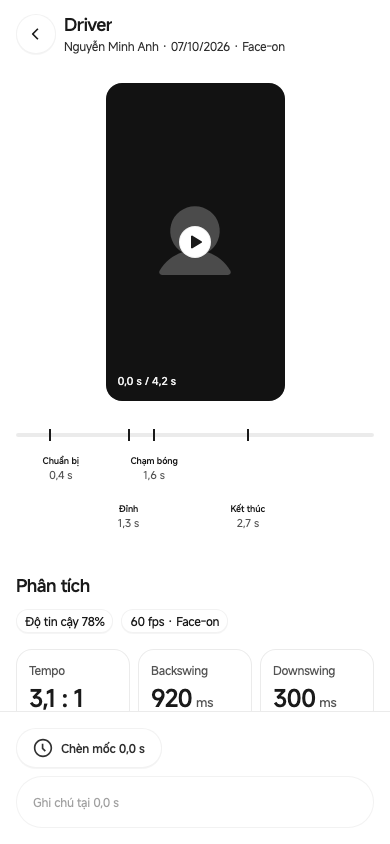 Driver
Nguyễn Minh Anh · 07/10/2026 · Face-on
0,0 s / 4,2 s
Chuẩn bị
0,4 s
Chạm bóng
1,6 s
Đỉnh
1,3 s
Kết thúc
2,7 s
Phân tích
Độ tin cậy 78%
60 fps · Face-on
Tempo
3,1 : 1
Backswing
920 ms
Downswing
300 ms
Chèn mốc 0,0 s
Ghi chú tại 0,0 s